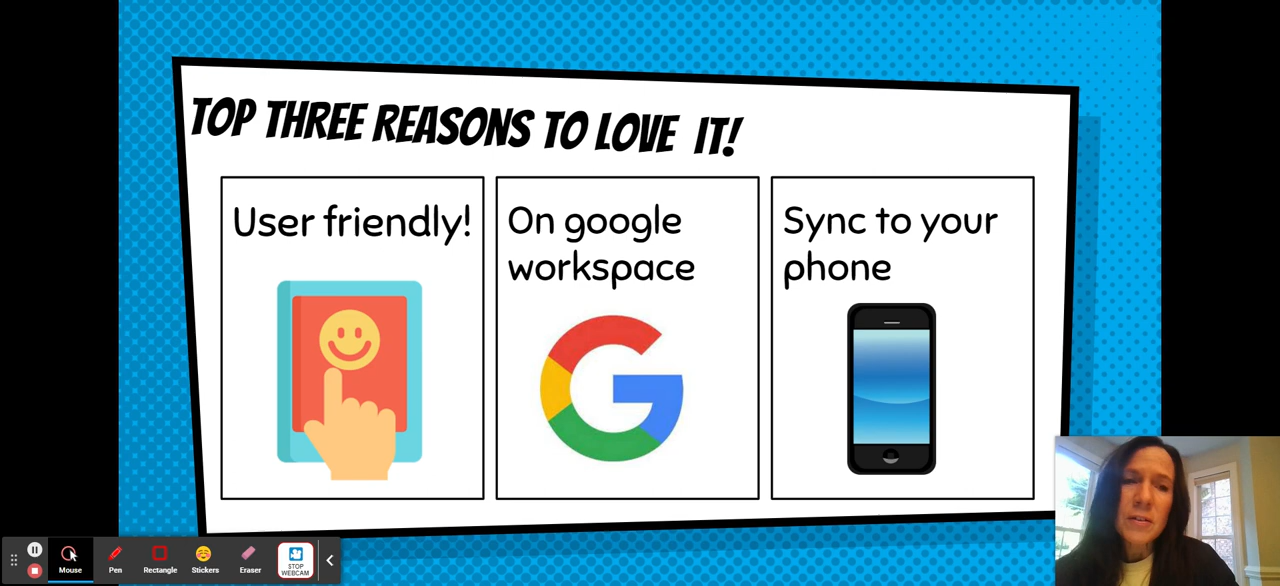 TOP THREE REASONS TO LOVE IT!
User friendly!
On google
workspace
Sync to your
phone
Mouse
Pen
Rectangle
Stickers
Eraser
STOP
WEBCAM